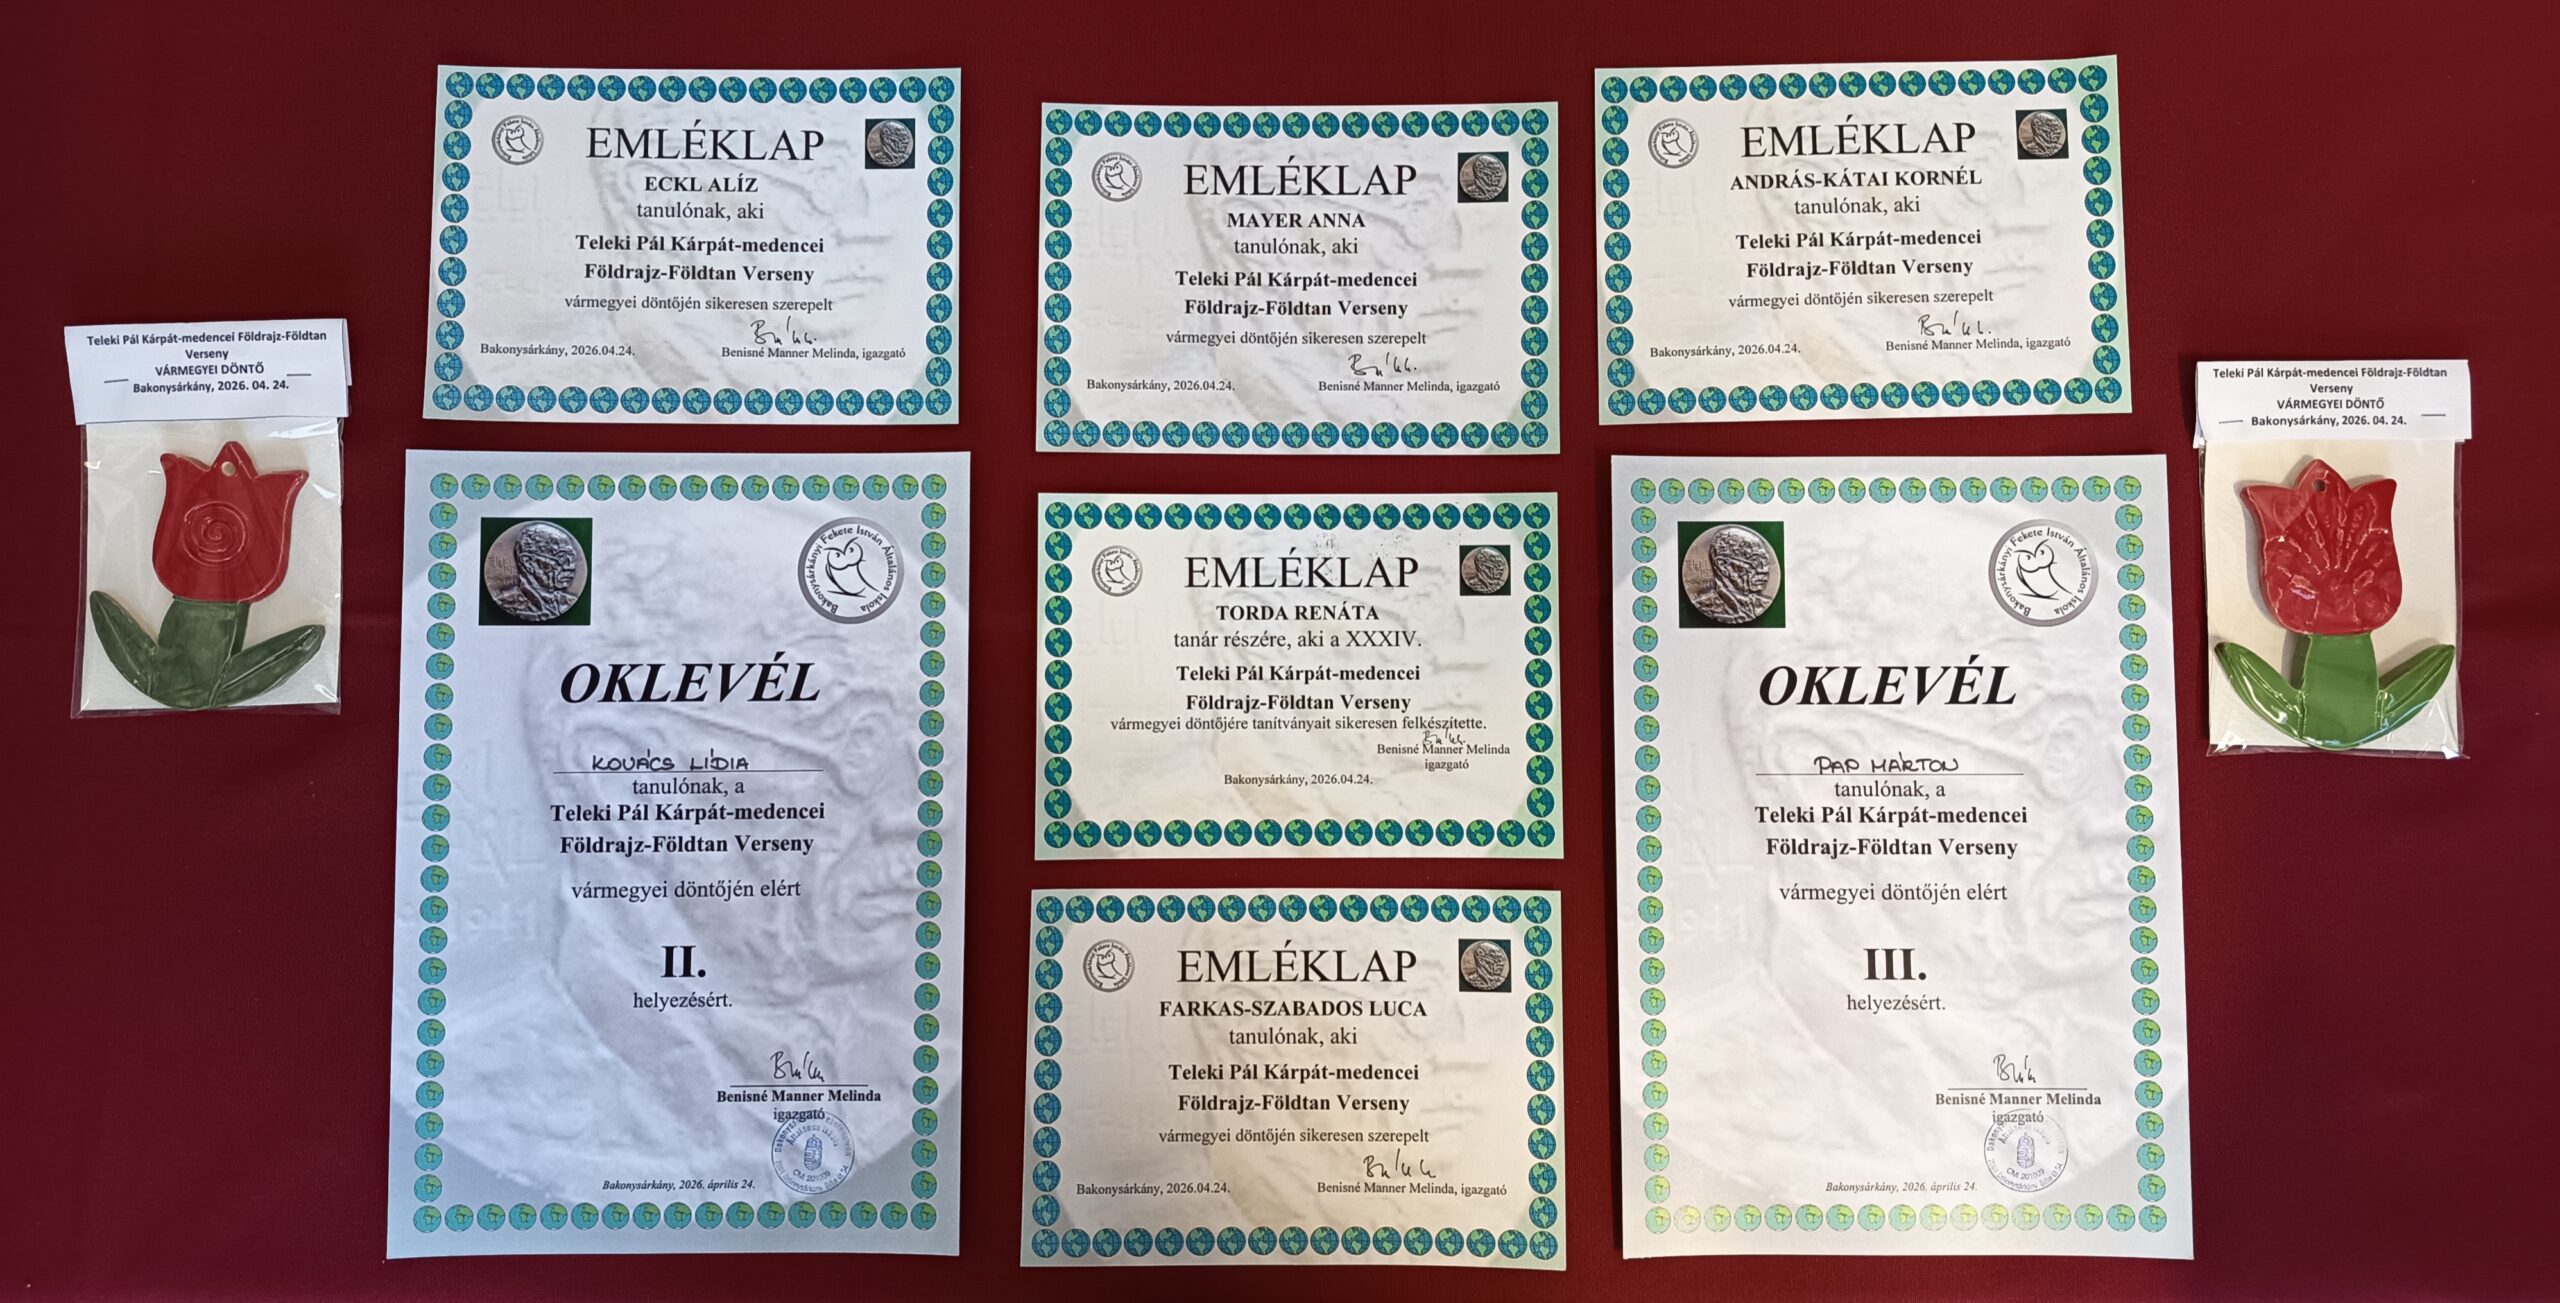 Teleki Pál Kárpát-medencei Földrajz-Földtan
Verseny
VÁRMEGYEI DÖNTŐ
Bakonysárkány, 2026. 04. 24.
EMLÉKLAP
ECKL ALÍZ
tanulónak, aki
Teleki Pál Kárpát-medencei
Földrajz-Földtan Verseny
vármegyei döntőjén sikeresen szerepelt
Bakonysárkány, 2026.04.24.
Benisné Manner Melinda, igazgató
EMLÉKLAP
MAYER ANNA
tanulónak, aki
Teleki Pál Kárpát-medencei
Földrajz-Földtan Verseny
vármegyei döntőjén sikeresen szerepelt
Bakonysárkány, 2026.04.24.
Benisné Manner Melinda, igazgató
EMLÉKLAP
ANDRÁS-KÁTAI KORNÉL
tanulónak, aki
Teleki Pál Kárpát-medencei
Földrajz-Földtan Verseny
vármegyei döntőjén sikeresen szerepelt
Bakonysárkány, 2026.04.24.
Benisné Manner Melinda, igazgató
Teleki Pál Kárpát-medencei Földrajz-Földtan
Verseny
VÁRMEGYEI DÖNTŐ
Bakonysárkány, 2026. 04. 24.
Bakonysárkányi Fekete István Általános Iskola
OKLEVÉL
KOVÁCS LÍDIA
tanulónak, a
Teleki Pál Kárpát-medencei
Földrajz-Földtan Verseny
vármegyei döntőjén elért
II.
helyezésért.
Benisné Manner Melinda
igazgató
Bakonysárkány, 2026. április 24.
EMLÉKLAP
TORDA RENÁTA
tanár részére, aki a XXXIV.
Teleki Pál Kárpát-medencei
Földrajz-Földtan Verseny
vármegyei döntőjére tanítványait sikeresen felkészítette.
Benisné Manner Melinda
igazgató
Bakonysárkány, 2026.04.24.
EMLÉKLAP
FARKAS-SZABADOS LUCA
tanulónak, aki
Teleki Pál Kárpát-medencei
Földrajz-Földtan Verseny
vármegyei döntőjén sikeresen szerepelt
Bakonysárkány, 2026.04.24.
Benisné Manner Melinda, igazgató
Bakonysárkányi Fekete István Általános Iskola
OKLEVÉL
PAP MÁRTON
tanulónak, a
Teleki Pál Kárpát-medencei
Földrajz-Földtan Verseny
vármegyei döntőjén elért
III.
helyezésért.
Benisné Manner Melinda
igazgató
Bakonysárkány, 2026. április 24.